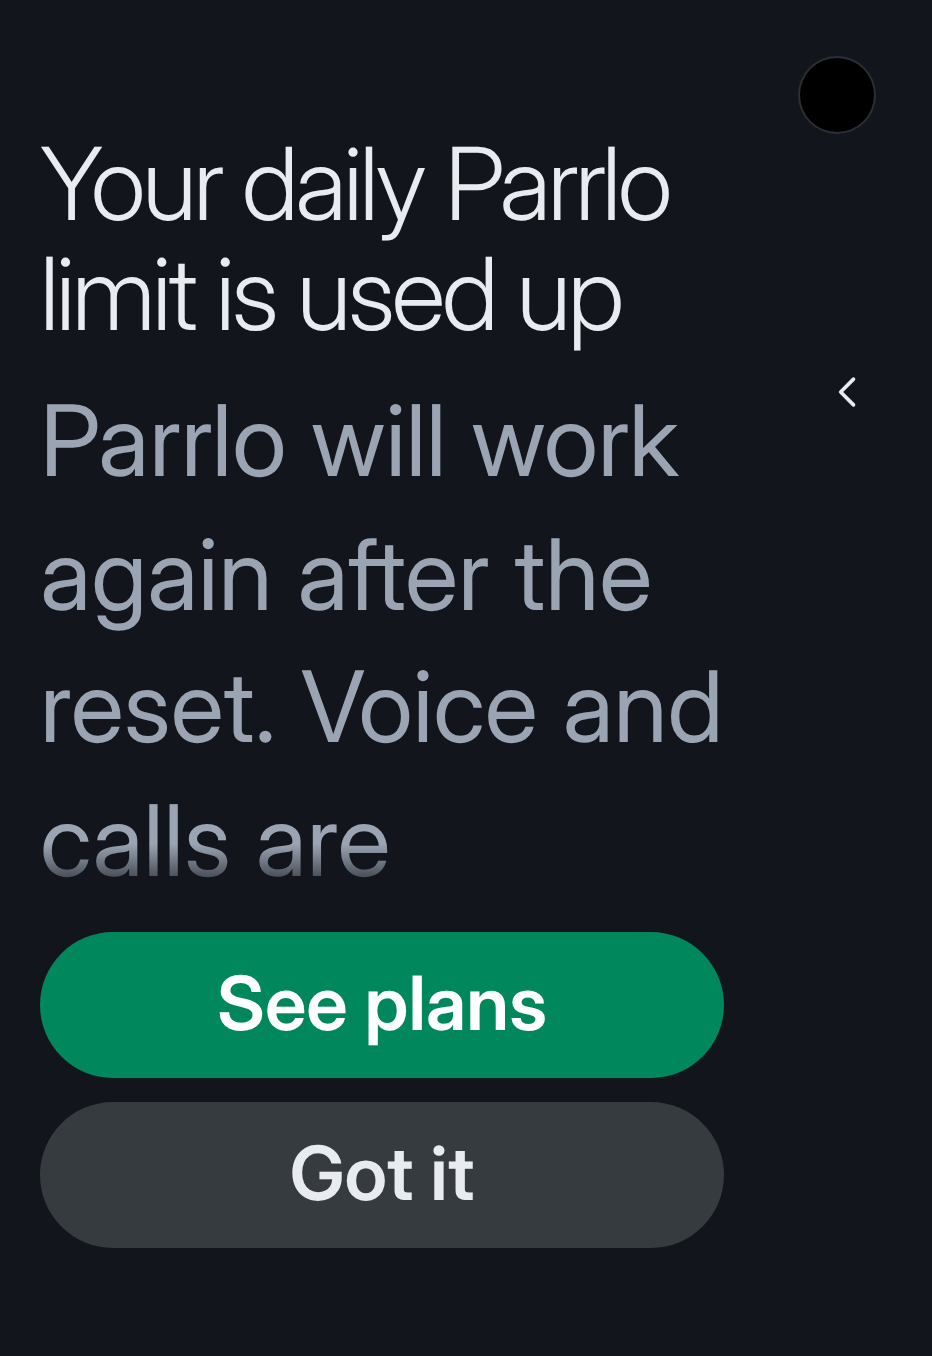 Your daily Parrlo
limit is used up
Parrlo will work
again after the
reset. Voice and
calls are
See plans
Got it